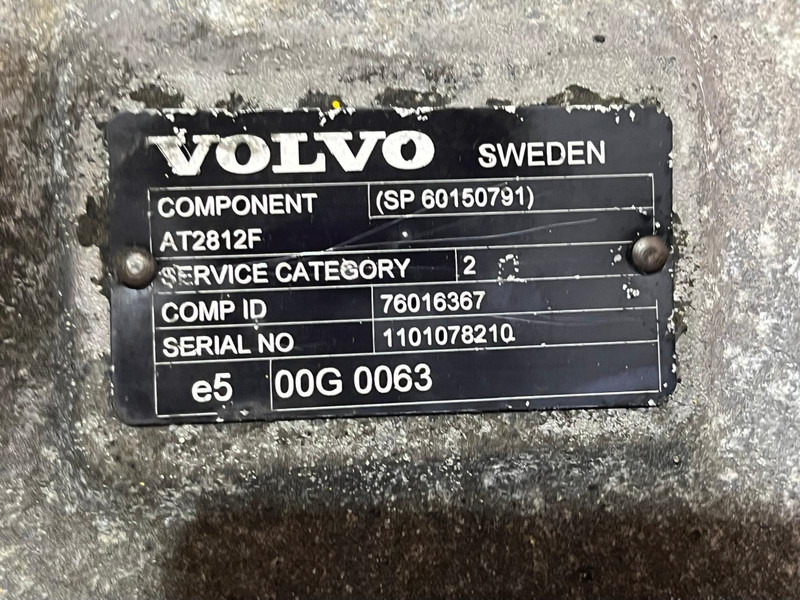 VOLVO SWEDEN
COMPONENT (SP 60150791)
AT2812F
SERVICE CATEGORY 2
COMP ID 76016367
SERIAL NO 1101078210
e5 00G 0063